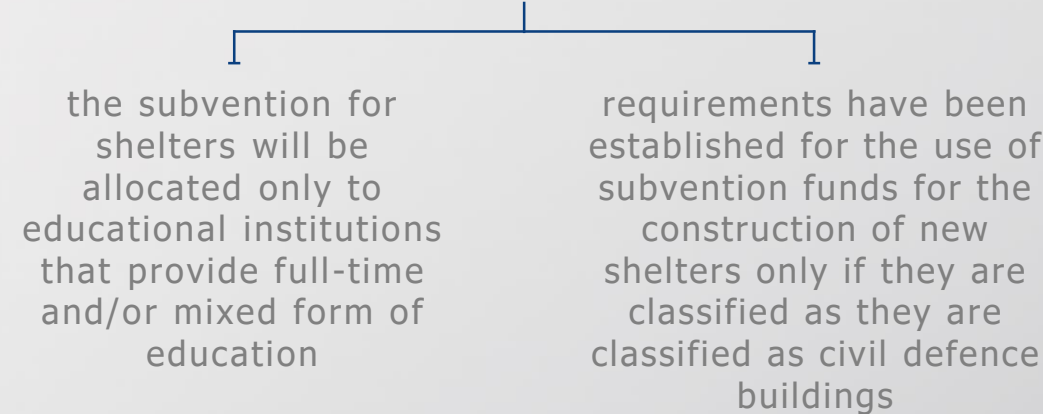 the subvention for
shelters will be
allocated only to
educational institutions
that provide full-time
and/or mixed form of
education
requirements have been
established for the use of
subvention funds for the
construction of new
shelters only if they are
classified as they are
classified as civil defence
buildings